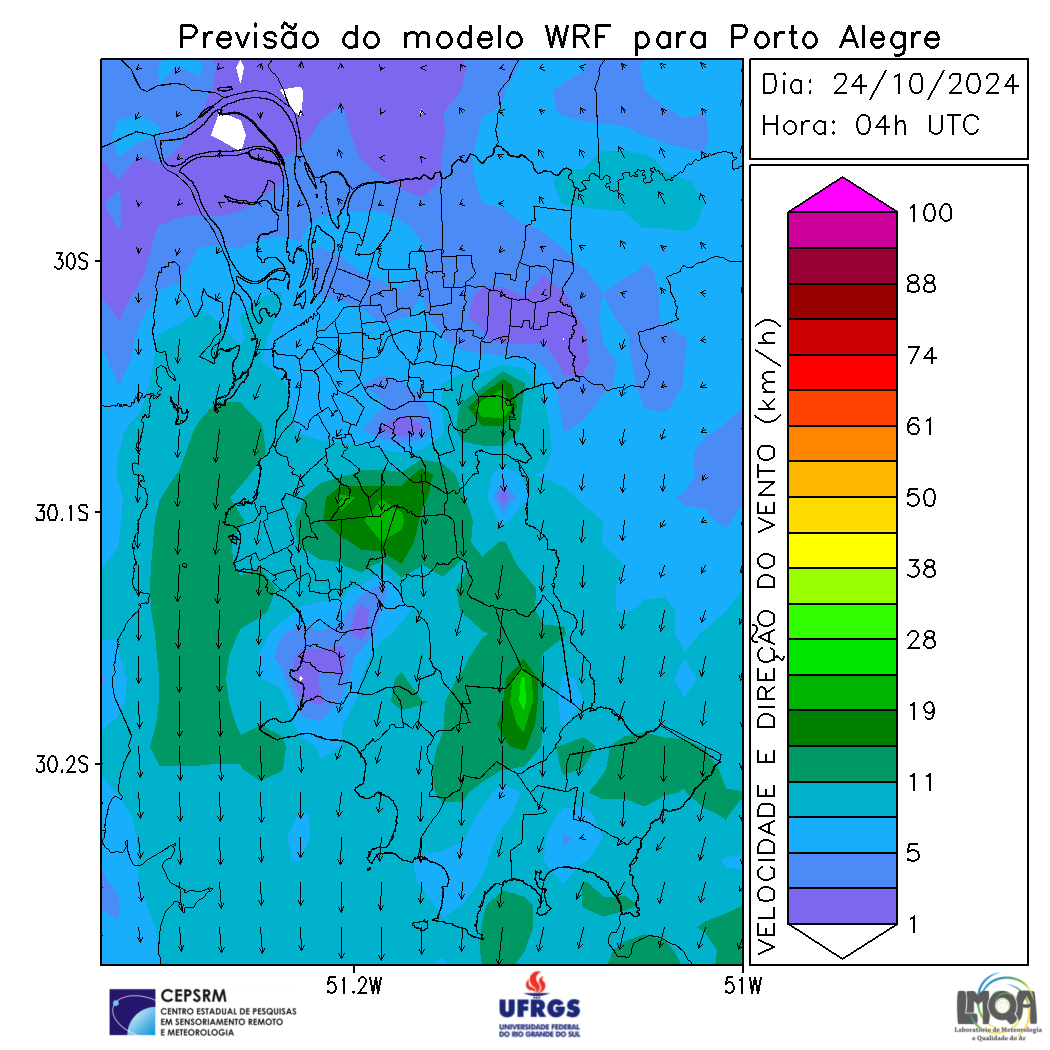 Previsão do modelo WRF para Porto Alegre
Dia: 24/10/2024
Hora: 04h UTC
30S
30.1S
30.2S
51.2W
51W
VELOCIDADE E DIREÇÃO DO VENTO (km/h)
100
88
74
61
50
38
28
19
11
5
1
CEPSRM
CENTRO ESTADUAL DE PESQUISAS
EM SENSORIAMENTO REMOTO
E METEOROLOGIA
UFRGS
UNIVERSIDADE FEDERAL
DO RIO GRANDE DO SUL
LMQA
Laboratório de Meteorologia
e Qualidade do Ar